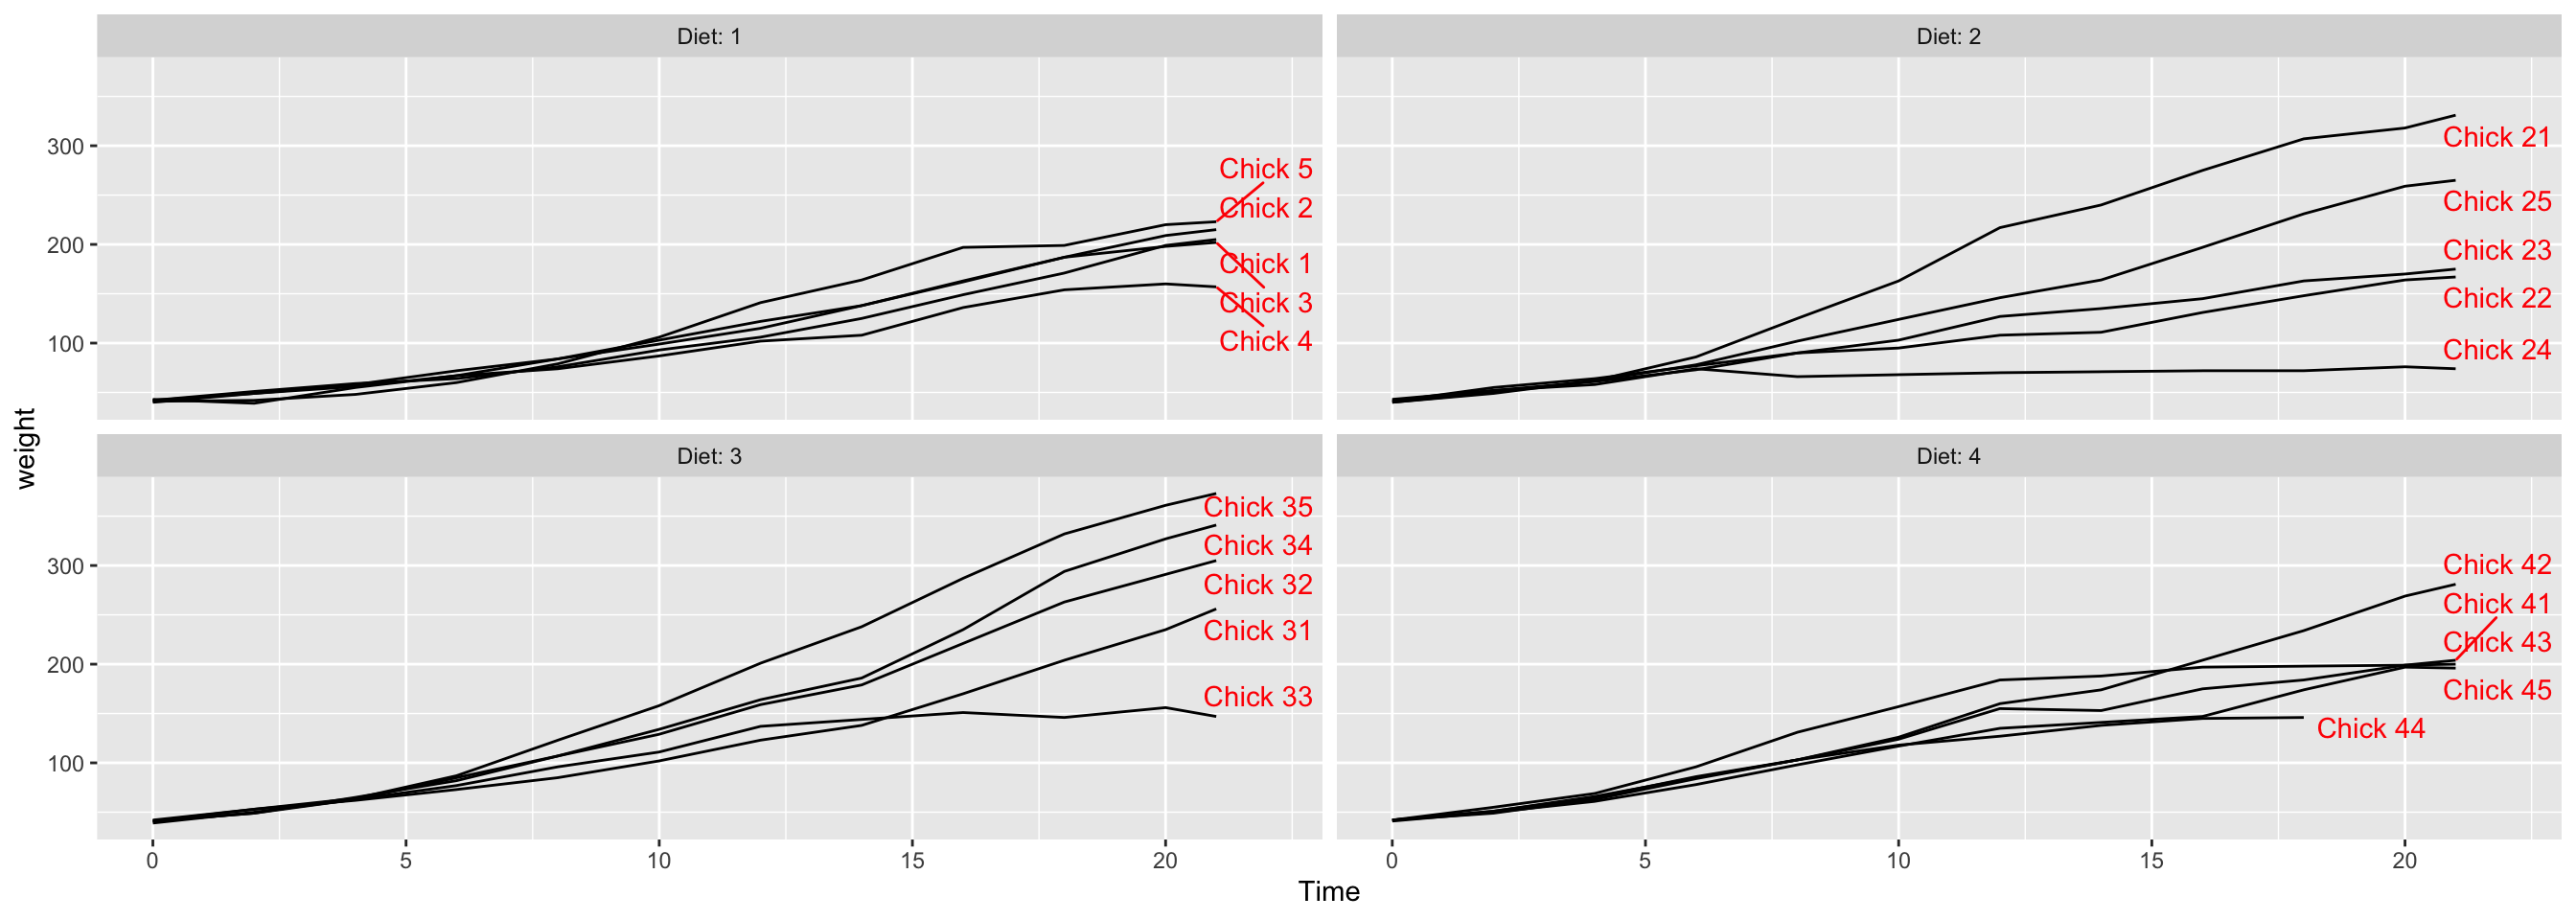 Diet: 1
Diet: 2
300
200
100
Chick 5
Chick 2
Chick 1
Chick 3
Chick 4
Chick 21
Chick 25
Chick 23
Chick 22
Chick 24
weight
Diet: 3
Diet: 4
300
200
100
Chick 35
Chick 34
Chick 32
Chick 31
Chick 33
Chick 42
Chick 41
Chick 43
Chick 45
Chick 44
0 5 10 15 20
0 5 10 15 20
Time